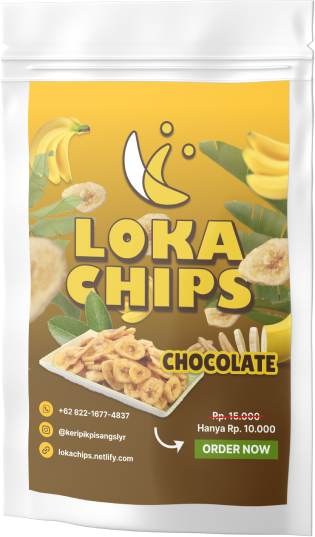 LOKA
CHIPS
CHOCOLATE
+62 822-1677-4837
@keripikpisangslyr
lokachips.netlify.com
Rp. 15.000
Hanya Rp. 10.000
ORDER NOW